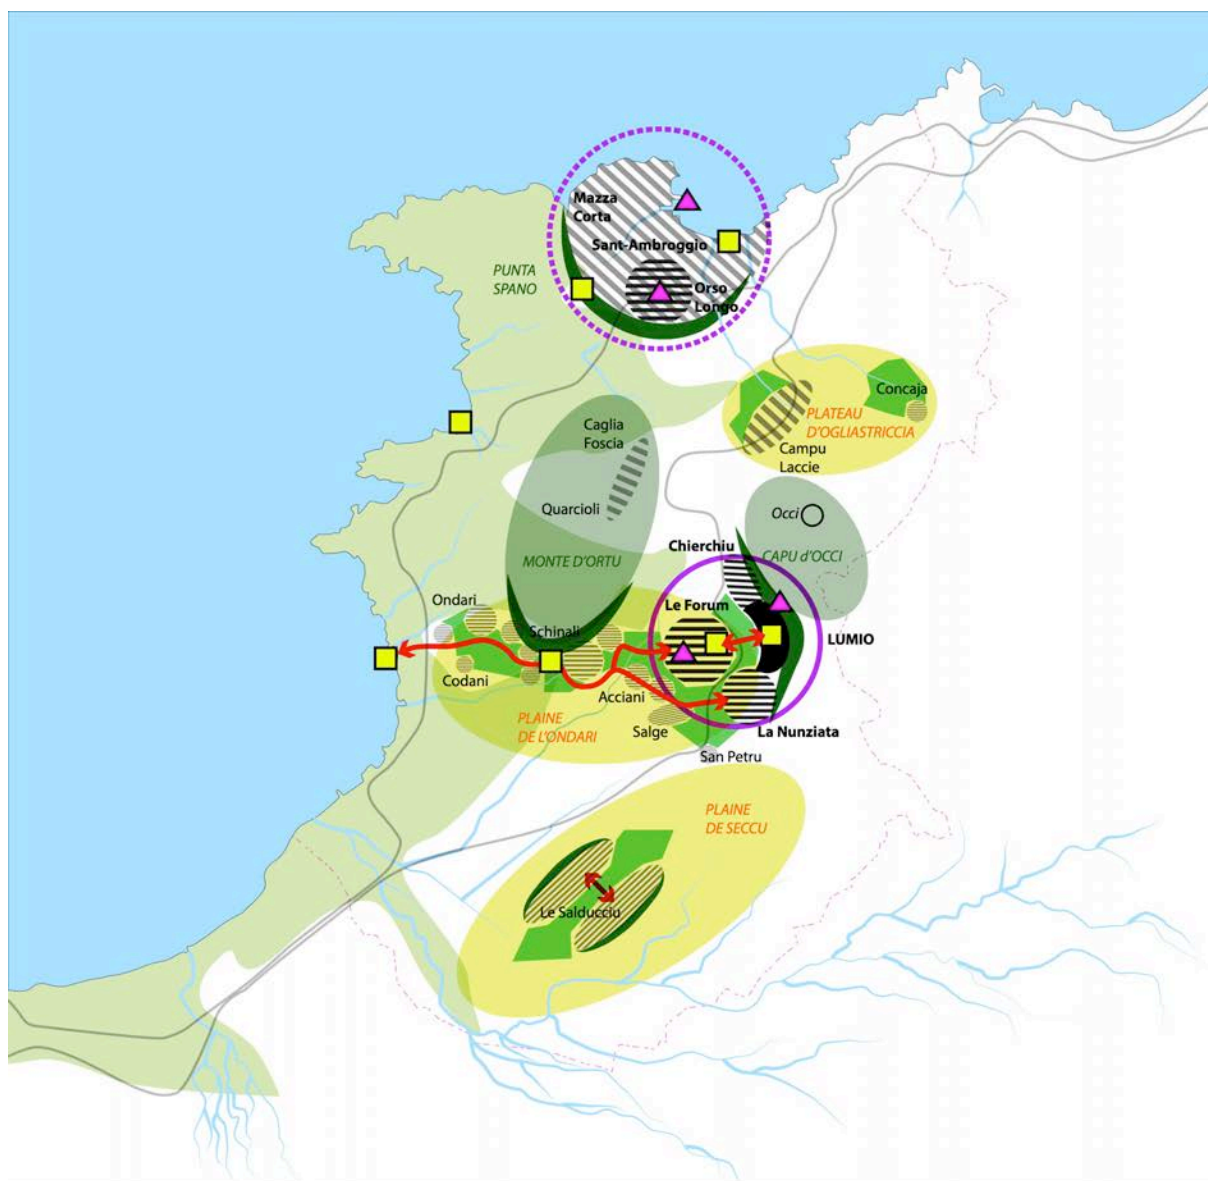 Mazza
Corta
Sant-Ambroggio
PUNTA
SPANO
Orso
Longo
Concaja
PLATEAU
D'OGLIASTRICCIA
Caglia
Foscia
Campu
Laccie
Quarcioli
Occi
Chierchiu
CAPU d'OCCI
MONTE D'ORTU
Ondari
Le Forum
Schinali
LUMIO
Codani
Acciani
PLAINE
DE L'ONDARI
Salge
La Nunziata
San Petru
PLAINE
DE SECCU
Le Salducciu